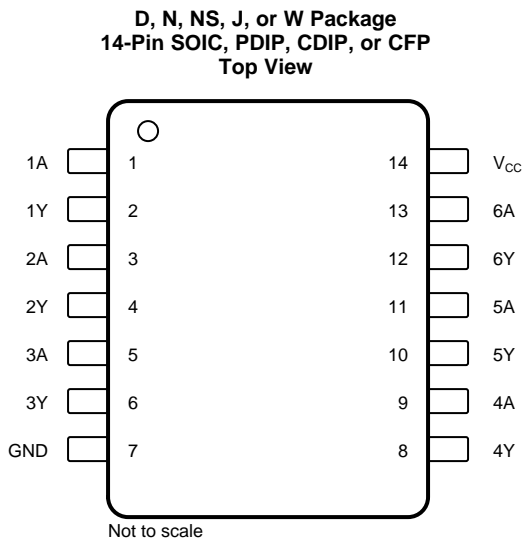 D, N, NS, J, or W Package
14-Pin SOIC, PDIP, CDIP, or CFP
Top View
1A 1 14 VCC
1Y 2 13 6A
2A 3 12 6Y
2Y 4 11 5A
3A 5 10 5Y
3Y 6 9 4A
GND 7 8 4Y
Not to scale